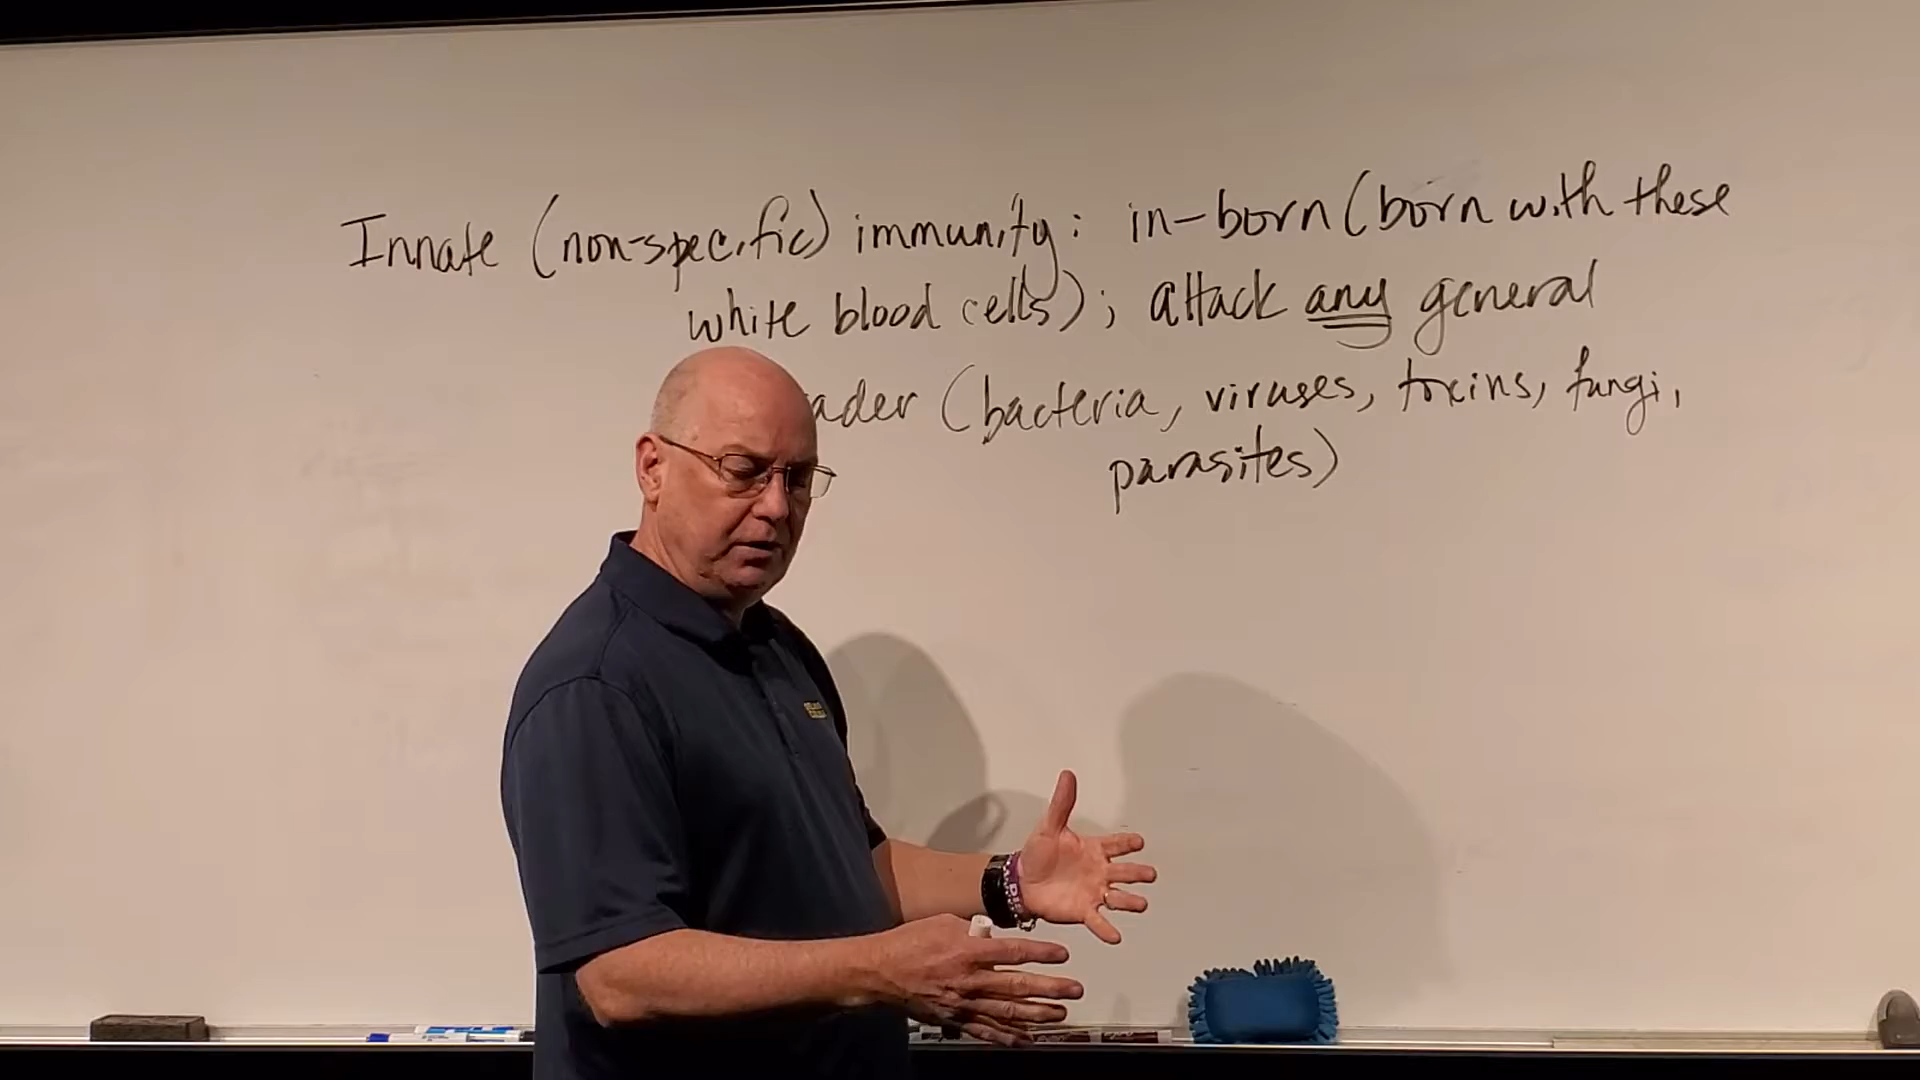 Innate (non-specific) immunity: in-born (born with these
white blood cells); attack any general
ader (bacteria, viruses, toxins, fungi,
parasites)